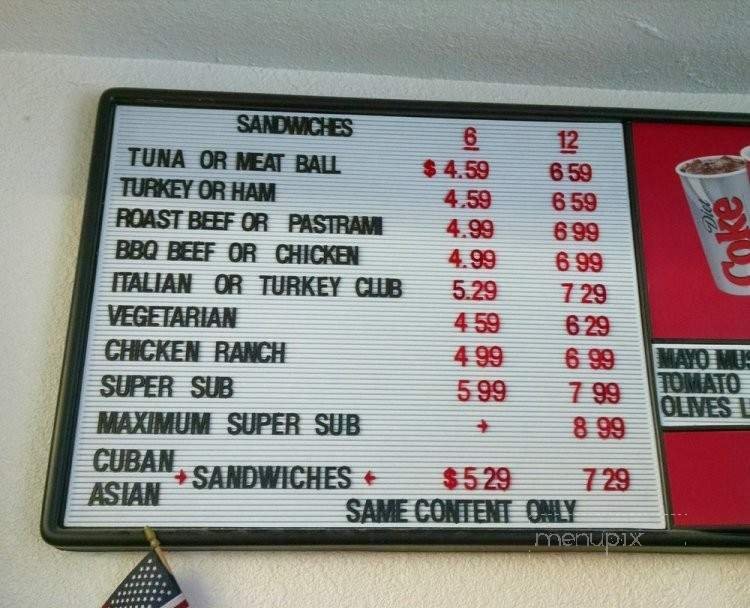 SANDWICHES 6 12
TUNA OR MEAT BALL $ 4.59 6 59
TURKEY OR HAM 4.59 6 59
ROAST BEEF OR PASTRAMI 4.99 6 99
BBQ BEEF OR CHICKEN 4.99 6 99
ITALIAN OR TURKEY CLUB 5.29 7 29
VEGETARIAN 4 59 6 29
CHICKEN RANCH 4 99 6 99
SUPER SUB 5 99 7 99
MAXIMUM SUPER SUB → 8 99
CUBAN
→ SANDWICHES ← $ 5 29 7 29
ASIAN
SAME CONTENT ONLY
Diet
Coke
MAYO MUS
TOMATO
OLIVES
menupix